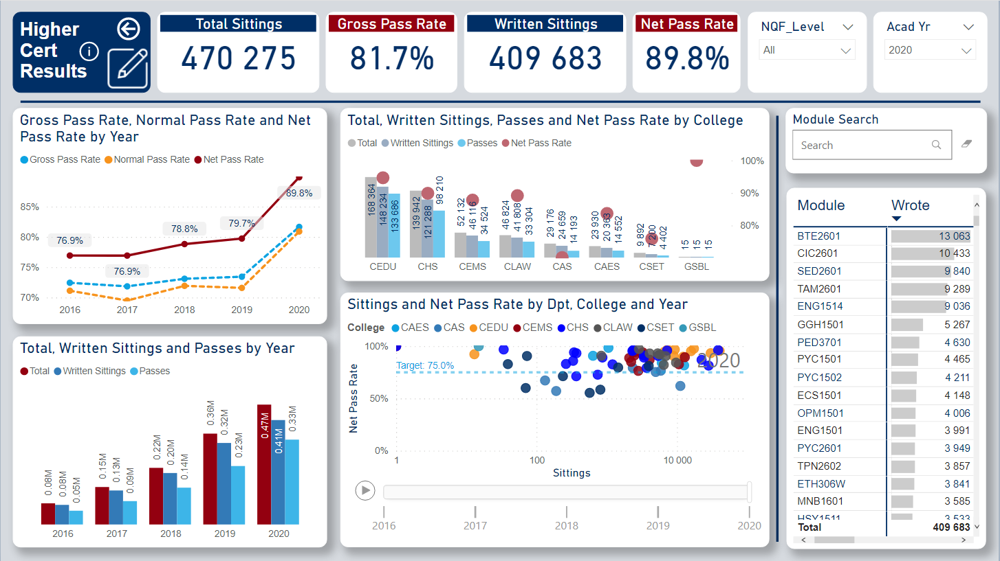 Higher
Cert
Results
Total Sittings
470 275
Gross Pass Rate
81.7%
Written Sittings
409 683
Net Pass Rate
89.8%
NQF_Level
All
Acad Yr
2020
Gross Pass Rate, Normal Pass Rate and Net
Pass Rate by Year
Gross Pass Rate Normal Pass Rate Net Pass Rate
85%
80%
75%
70%
76.9%
76.9%
78.8%
79.7%
89.8%
2016 2017 2018 2019 2020
Total, Written Sittings, Passes and Net Pass Rate by College
Total Written Sittings Passes Net Pass Rate
100%
90%
80%
168 364 148 234 133 686
139 942 121 288 98 210
52 132 46 116 34 524
46 824 41 808 33 304
29 176 24 659 14 193
23 930 20 363 14 552
9 892 7 200 4 402
15 15 15
CEDU CHS CEMS CLAW CAS CAES CSET GSBL
Module Search
Search
Total, Written Sittings and Passes by Year
Total Written Sittings Passes
0.08M 0.08M 0.05M
0.15M 0.13M 0.09M
0.22M 0.20M 0.14M
0.36M 0.32M 0.23M
0.47M 0.41M 0.33M
2016 2017 2018 2019 2020
Sittings and Net Pass Rate by Dpt, College and Year
College CAES CAS CEDU CEMS CHS CLAW CSET GSBL
Net Pass Rate
100%
50%
0%
Target: 75.0%
2020
1 100 10 000
Sittings
2016 2017 2018 2019 2020
Module Wrote
BTE2601 13 063
CIC2601 10 433
SED2601 9 840
TAM2601 9 289
ENG1514 9 036
GGH1501 5 267
PED3701 4 630
PYC1501 4 465
PYC1502 4 211
ECS1501 4 148
OPM1501 4 006
ENG1501 3 991
PYC2601 3 949
TPN2602 3 857
ETH306W 3 841
MNB1601 3 585
HSY1511 3 533
Total 409 683